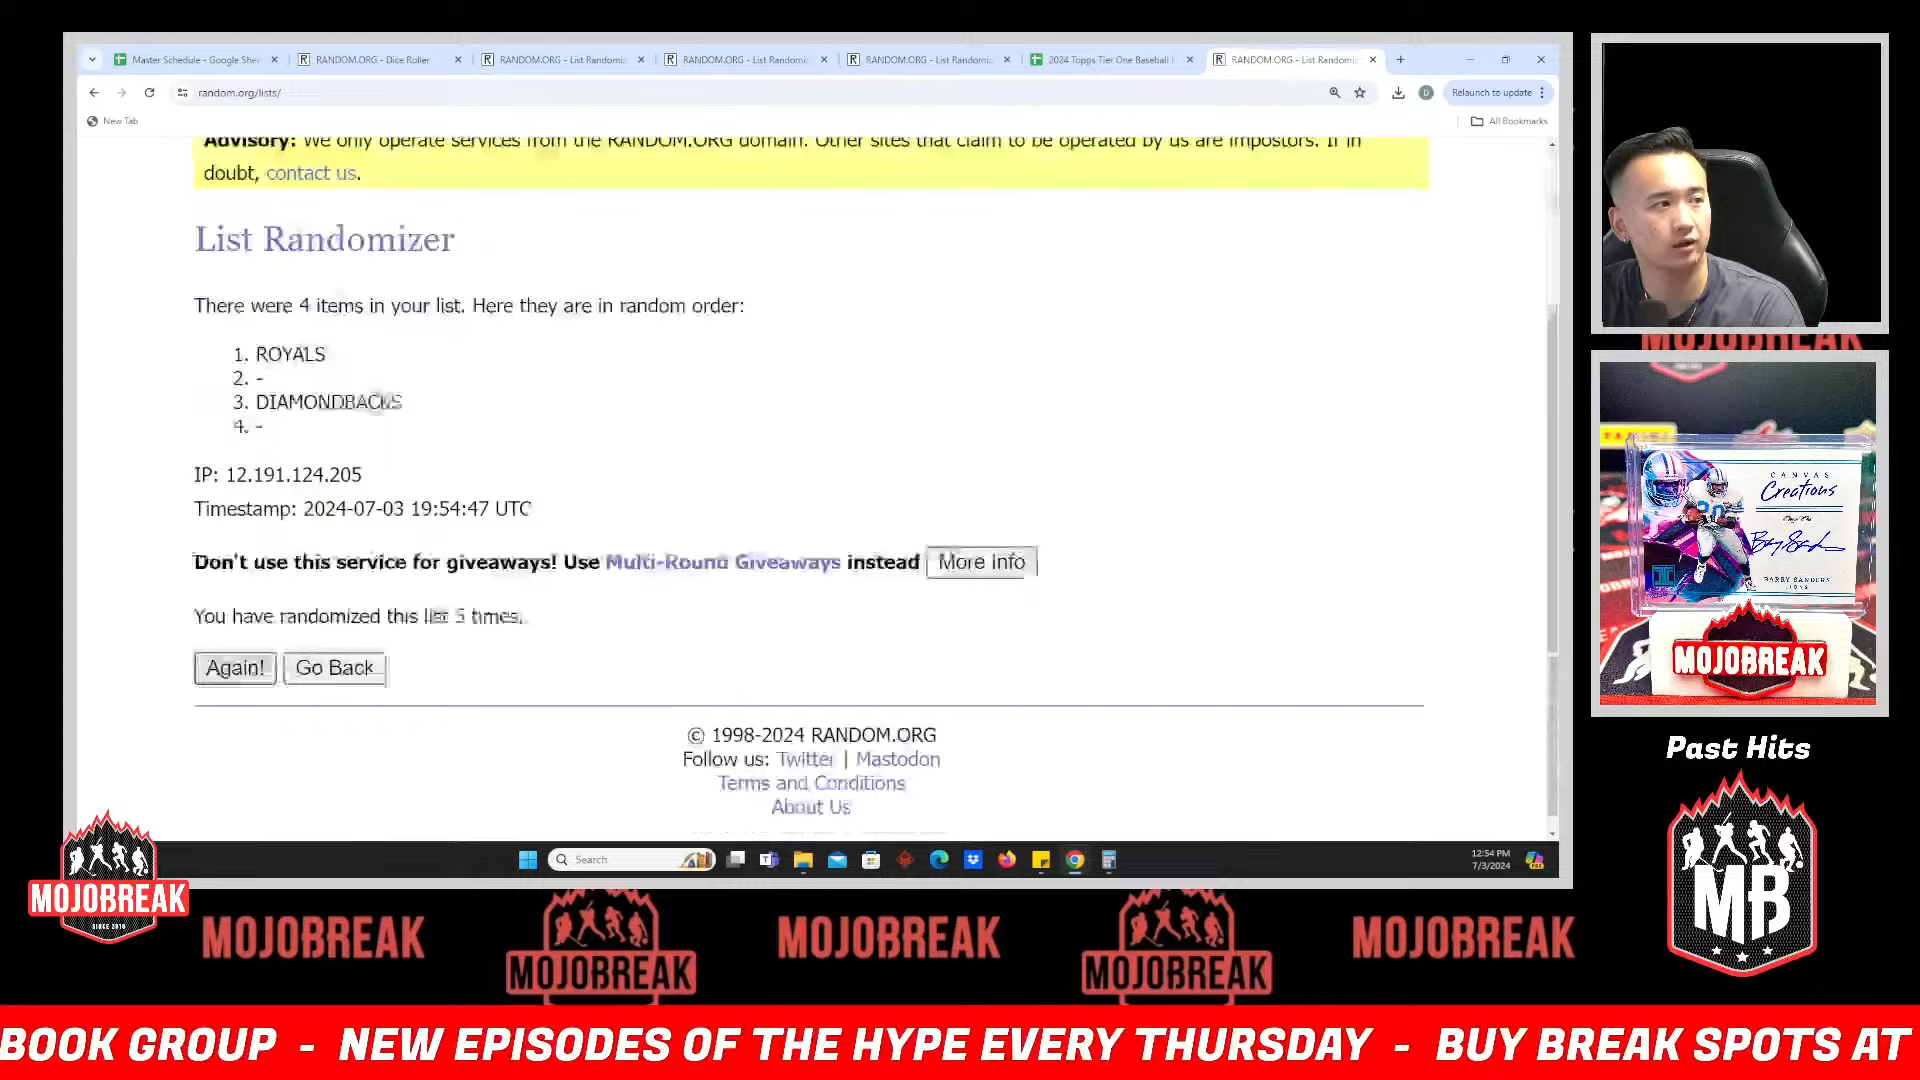 Master Schedule - Google She
RANDOM.ORG - Dice Roller
RANDOM.ORG - List Randomiz
RANDOM.ORG - List Randomiz
RANDOM.ORG - List Randomiz
2024 Topps Tier One Baseball
RANDOM.ORG - List Randomiz
random.org/lists/
Relaunch to update
New Tab
All Bookmarks
Advisory: We only operate services from the RANDOM.ORG domain. Other sites that claim to be operated by us are impostors. If in
doubt, contact us.
List Randomizer
There were 4 items in your list. Here they are in random order:
1. ROYALS
2. -
3. DIAMONDBACKS
4. -
IP: 12.191.124.205
Timestamp: 2024-07-03 19:54:47 UTC
Don't use this service for giveaways! Use Multi-Round Giveaways instead More Info
You have randomized this list 5 times.
Again! Go Back
© 1998-2024 RANDOM.ORG
Follow us: Twitter | Mastodon
Terms and Conditions
About Us
Search
12:54 PM
7/3/2024
MOJOBREAK
CANVAS
Creations
BARRY SANDERS
LIONS
MOJOBREAK
Past Hits
MB
MOJOBREAK
SINCE 2010
MOJOBREAK
MOJOBREAK
MOJOBREAK
MOJOBREAK
MOJOBREAK
BOOK GROUP - NEW EPISODES OF THE HYPE EVERY THURSDAY - BUY BREAK SPOTS AT